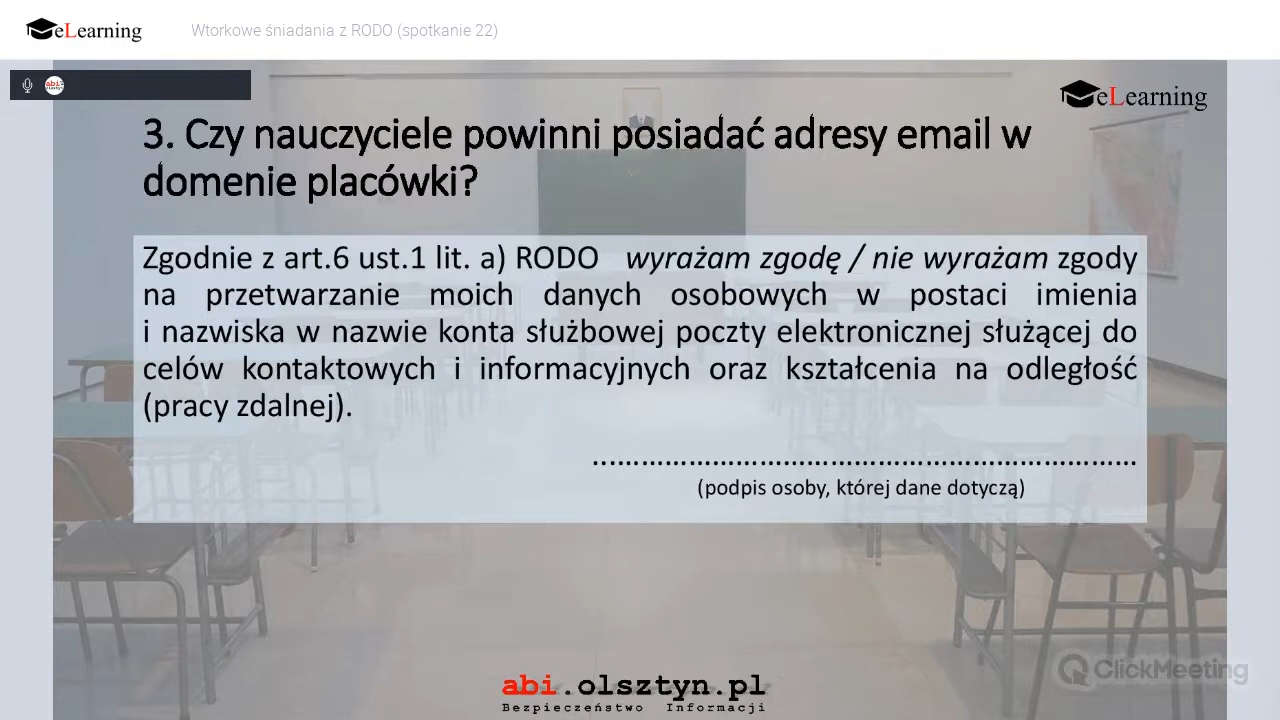 eLearning
Wtorkowe śniadania z RODO (spotkanie 22)
eLearning
3. Czy nauczyciele powinni posiadać adresy email w
domenie placówki?
Zgodnie z art.6 ust.1 lit. a) RODO wyrażam zgodę / nie wyrażam zgody
na przetwarzanie moich danych osobowych w postaci imienia
i nazwiska w nazwie konta służbowej poczty elektronicznej służącej do
celów kontaktowych i informacyjnych oraz kształcenia na odległość
(pracy zdalnej).
……………………………………………………………
(podpis osoby, której dane dotyczą)
ClickMeeting
abi.olsztyn.pl
Bezpieczeństwo Informacji